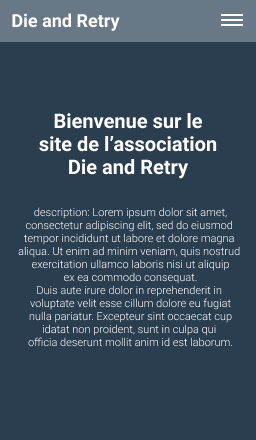 Die and Retry
Bienvenue sur le
site de l’association
Die and Retry
description: Lorem ipsum dolor sit amet,
consectetur adipiscing elit, sed do eiusmod
tempor incididunt ut labore et dolore magna
aliqua. Ut enim ad minim veniam, quis nostrud
exercitation ullamco laboris nisi ut aliquip
ex ea commodo consequat.
Duis aute irure dolor in reprehenderit in
voluptate velit esse cillum dolore eu fugiat
nulla pariatur. Excepteur sint occaecat cup
idatat non proident, sunt in culpa qui
officia deserunt mollit anim id est laborum.